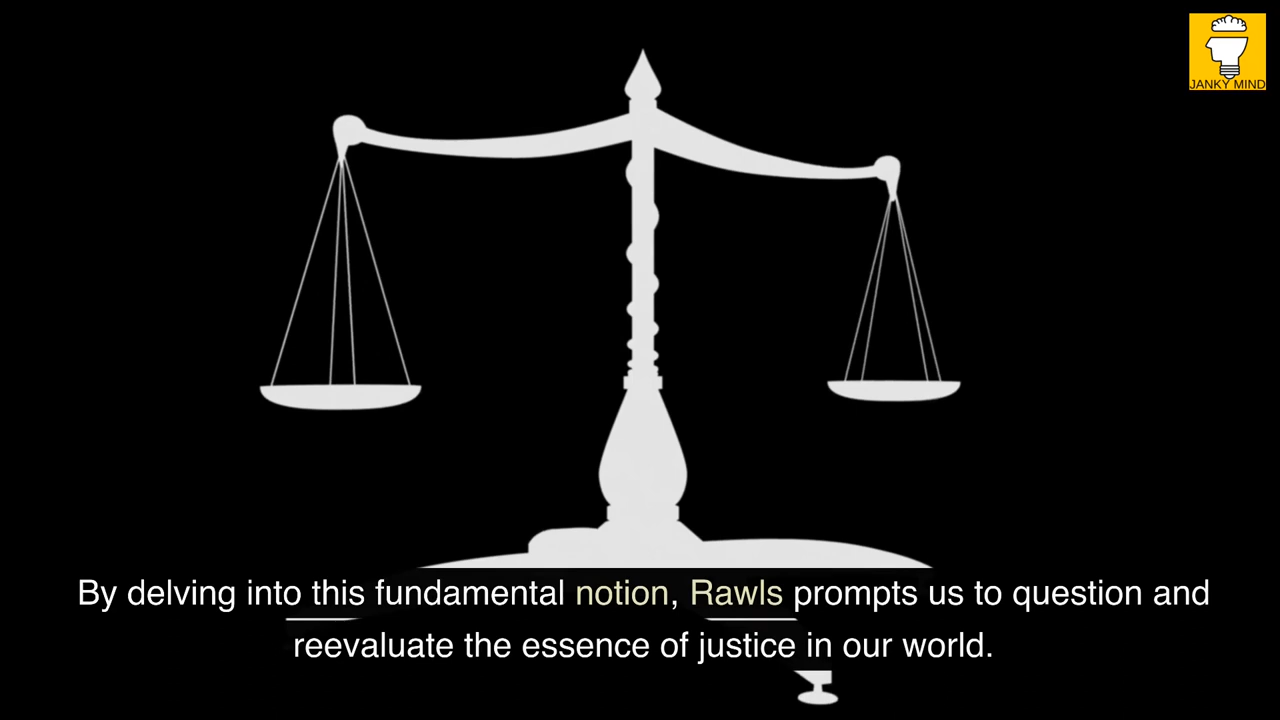 JANKY MIND
By delving into this fundamental notion, Rawls prompts us to question and
reevaluate the essence of justice in our world.